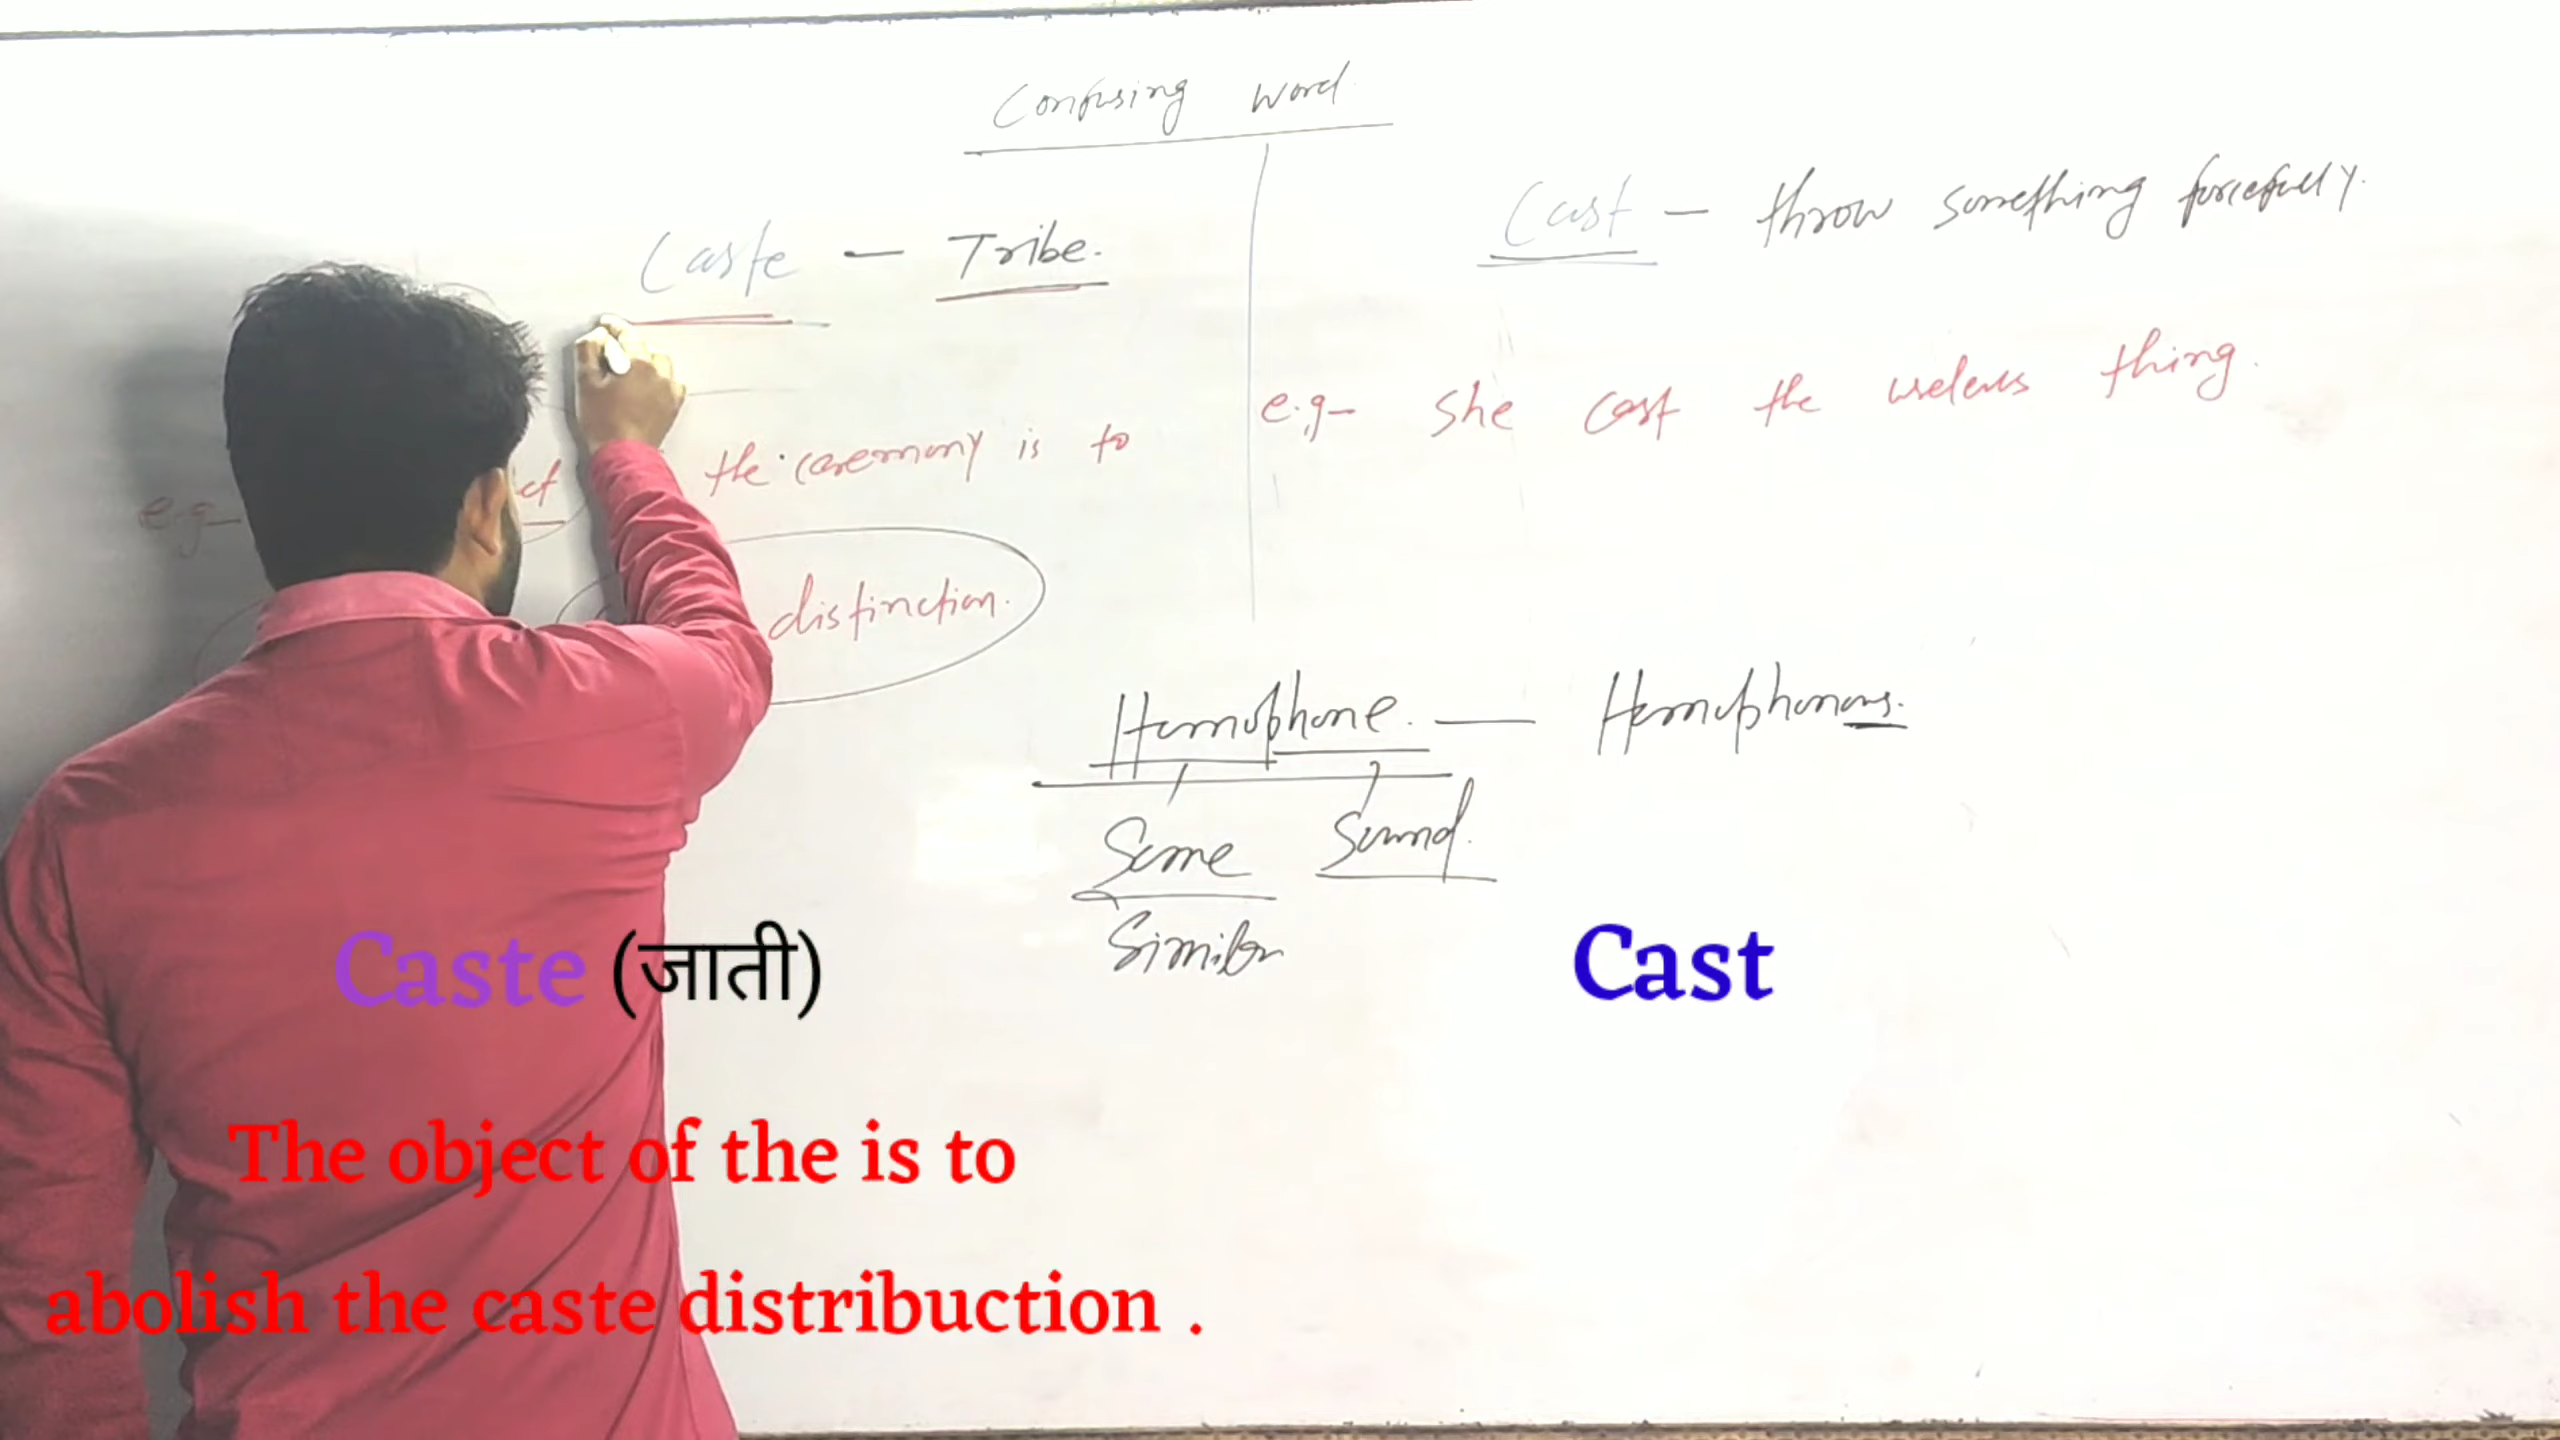 Confusing word
Caste - Tribe.
e.g- the ceremony is to
distinction.
Cast - throw something forcefully.
e.g- She cast the useless thing.
Homophone. — Homophonous.
Same Sound.
Similar
Caste (जाती)
The object of the is to
abolish the caste distribuction .
Cast